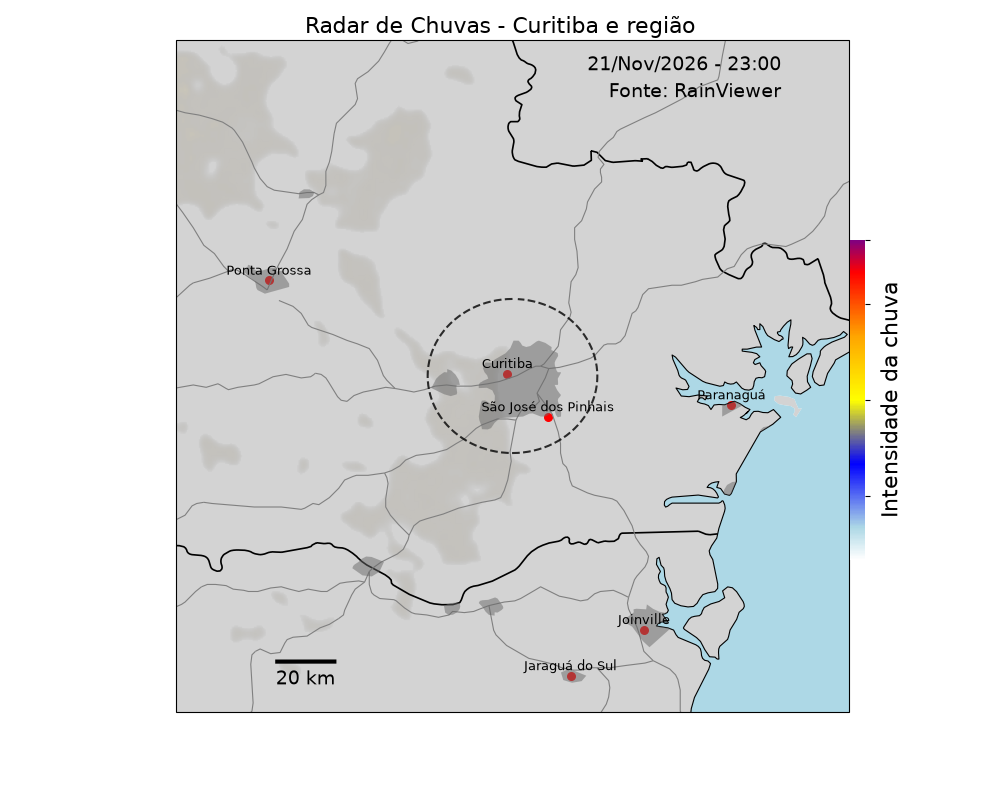 Radar de Chuvas - Curitiba e região
21/Nov/2026 - 23:00
Fonte: RainViewer
Ponta Grossa
Curitiba
São José dos Pinhais
Paranaguá
Intensidade da chuva
Joinville
Jaraguá do Sul
20 km